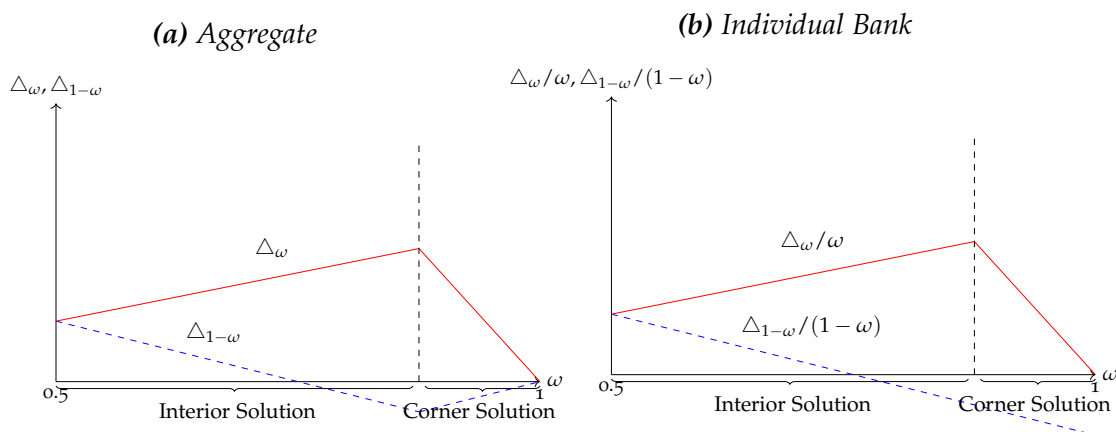 (a) Aggregate
△ω, △1−ω
△ω
△1−ω
0.5
1
ω
Interior Solution
Corner Solution
(b) Individual Bank
△ω/ω, △1−ω/(1 − ω)
△ω/ω
△1−ω/(1 − ω)
0.5
1
ω
Interior Solution
Corner Solution